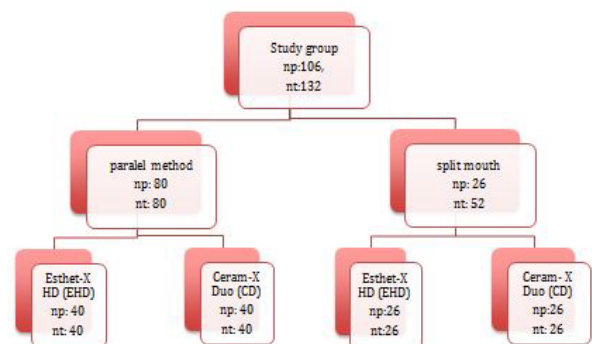 Study group
np:106,
nt:132
paralel method
np: 80
nt: 80
split mouth
np: 26
nt: 52
Esthet-X
HD (EHD)
np: 40
nt: 40
Ceram-X
Duo (CD)
np: 40
nt: 40
Esthet-X
HD (EHD)
np:26
nt:26
Ceram- X
Duo (CD)
np:26
nt: 26